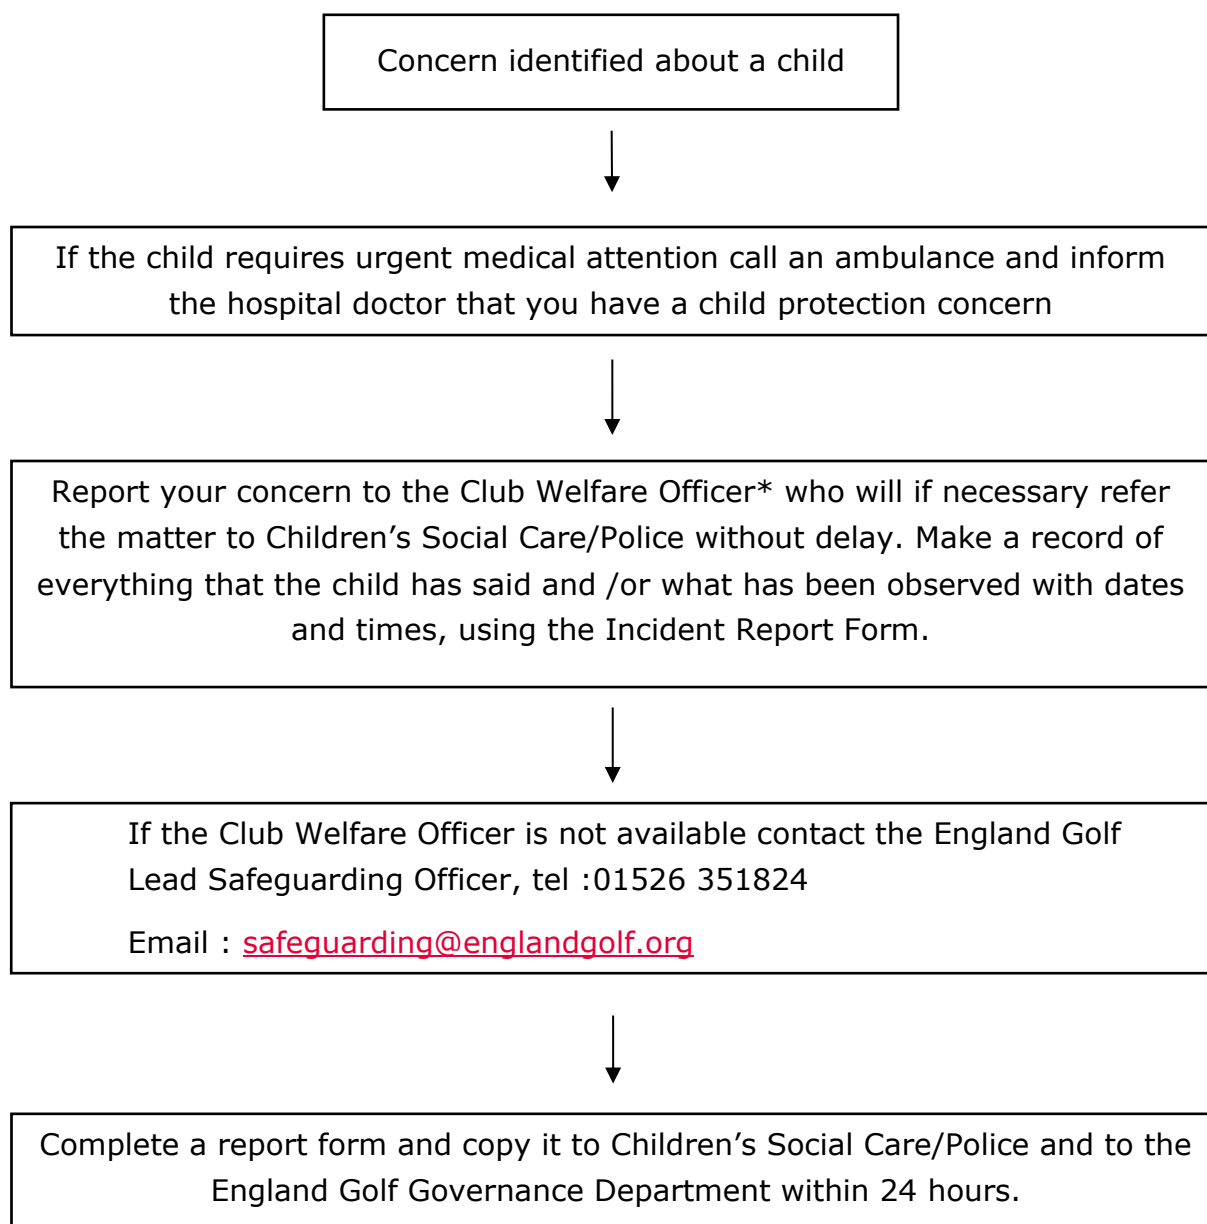 Concern identified about a child
If the child requires urgent medical attention call an ambulance and inform
the hospital doctor that you have a child protection concern
Report your concern to the Club Welfare Officer* who will if necessary refer
the matter to Children’s Social Care/Police without delay. Make a record of
everything that the child has said and /or what has been observed with dates
and times, using the Incident Report Form.
If the Club Welfare Officer is not available contact the England Golf
Lead Safeguarding Officer, tel :01526 351824
Email : safeguarding@englandgolf.org
Complete a report form and copy it to Children’s Social Care/Police and to the
England Golf Governance Department within 24 hours.